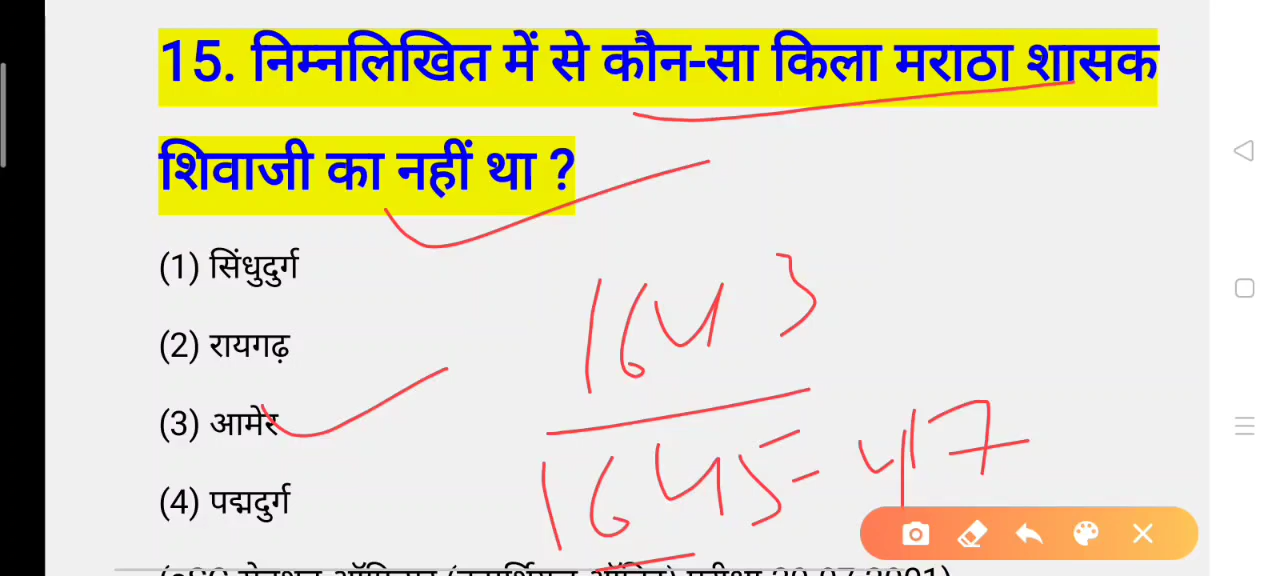 15. निम्नलिखित में से कौन-सा किला मराठा शासक
शिवाजी का नहीं था ?
(1) सिंधुदुर्ग
(2) रायगढ़
(3) आमेर
(4) पद्मदुर्ग
1643
1645 = 47